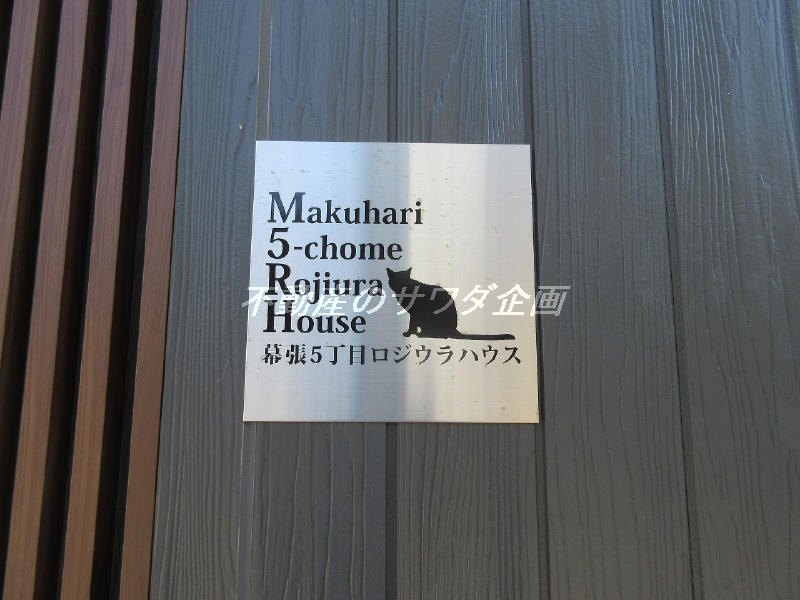 Makuhari
5-chome
Rojiura
不動産のサワダ企画
House
幕張5丁目ロジウラハウス